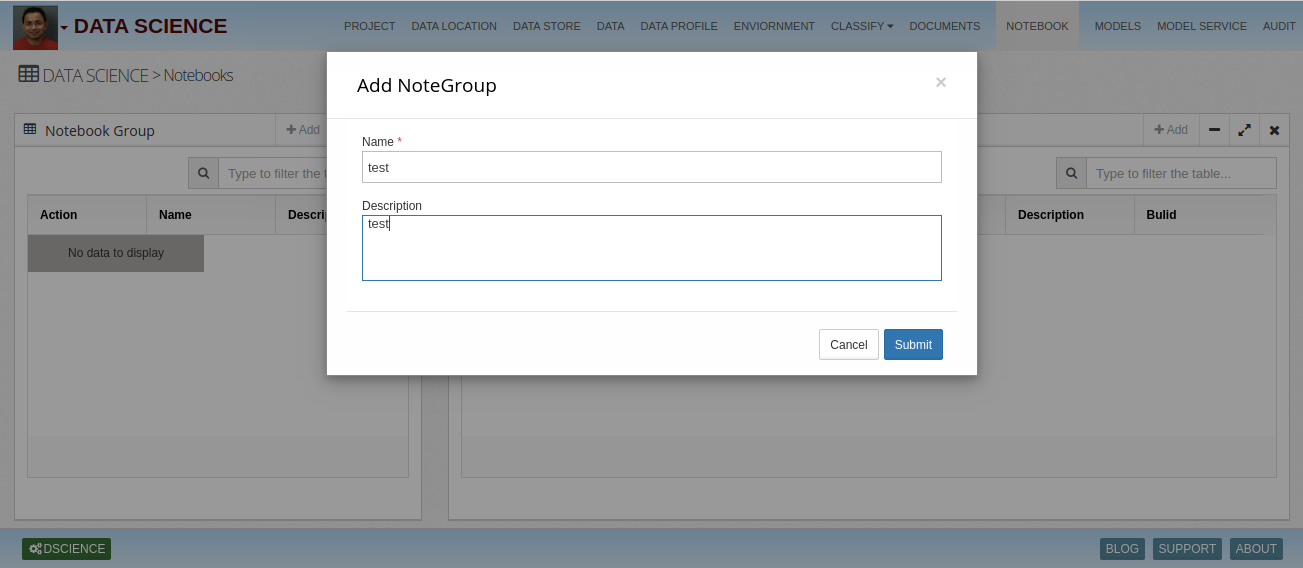 DATA SCIENCE
PROJECT DATA LOCATION DATA STORE DATA DATA PROFILE ENVIORNMENT CLASSIFY DOCUMENTS NOTEBOOK MODELS MODEL SERVICE AUDIT
DATA SCIENCE > Notebooks
Add NoteGroup ×
Notebook Group
Add
Add
Name *
test
Type to filter the t
Type to filter the table...
Description
test
Action Name Descri
Description Bulid
No data to display
Cancel Submit
DSCIENCE
BLOG SUPPORT ABOUT